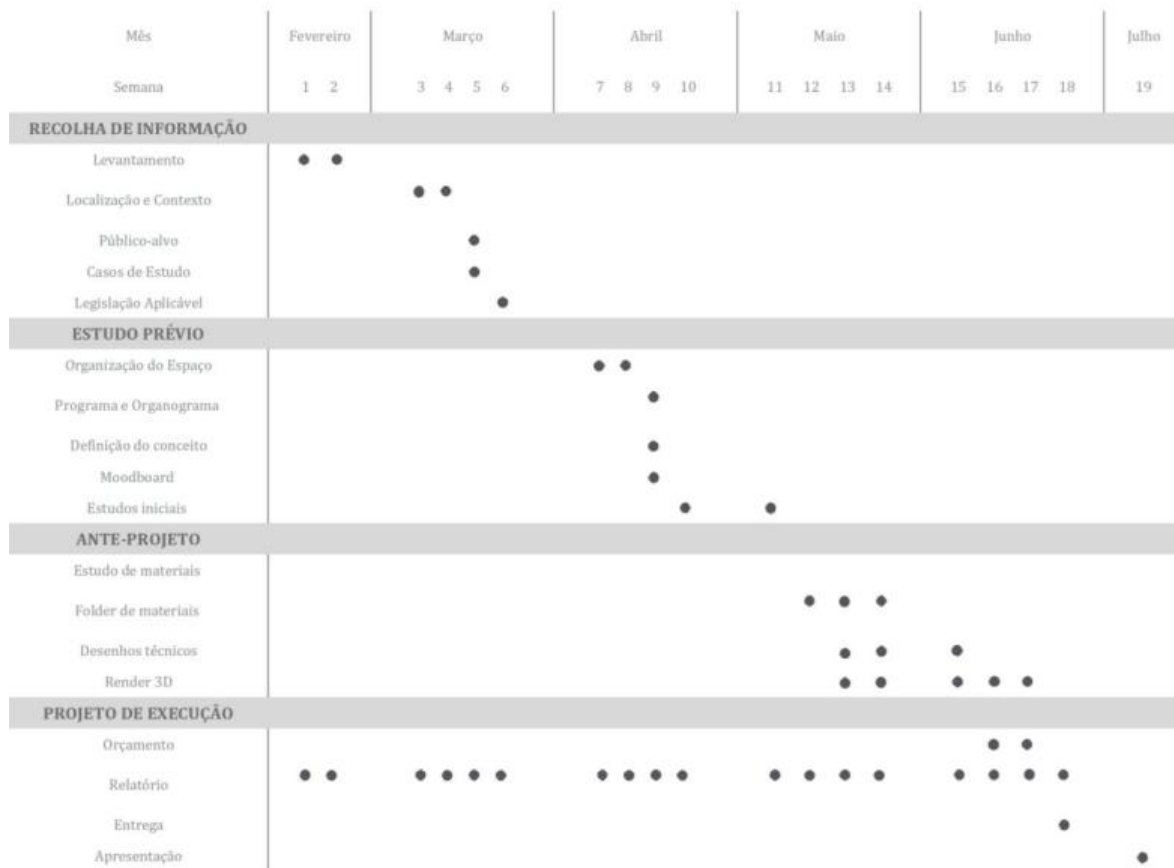 Mês Fevereiro Março Abril Maio Junho Julho
Semana 1 2 3 4 5 6 7 8 9 10 11 12 13 14 15 16 17 18 19
RECOLHA DE INFORMAÇÃO
Levantamento
Localização e Contexto
Público-alvo
Casos de Estudo
Legislação Aplicável
ESTUDO PRÉVIO
Organização do Espaço
Programa e Organograma
Definição do conceito
Moodboard
Estudos iniciais
ANTE-PROJETO
Estudo de materiais
Folder de materiais
Desenhos técnicos
Render 3D
PROJETO DE EXECUÇÃO
Orçamento
Relatório
Entrega
Apresentação